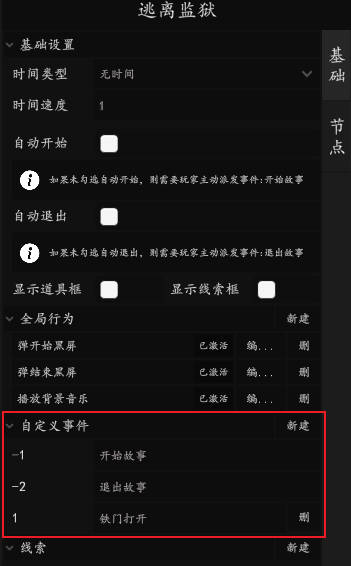 逃离监狱
基础设置
基础
时间类型 无时间
时间速度 1
节点
自动开始
i 如果未勾选自动开始，则需要玩家主动派发事件:开始故事
自动退出
i 如果未勾选自动退出，则需要玩家主动派发事件:退出故事
显示道具框 显示线索框
全局行为 新建
弹开始黑屏 已激活 编... 删
弹结束黑屏 已激活 编... 删
播放背景音乐 已激活 编... 删
自定义事件 新建
-1 开始故事
-2 退出故事
1 铁门打开 删
线索 新建